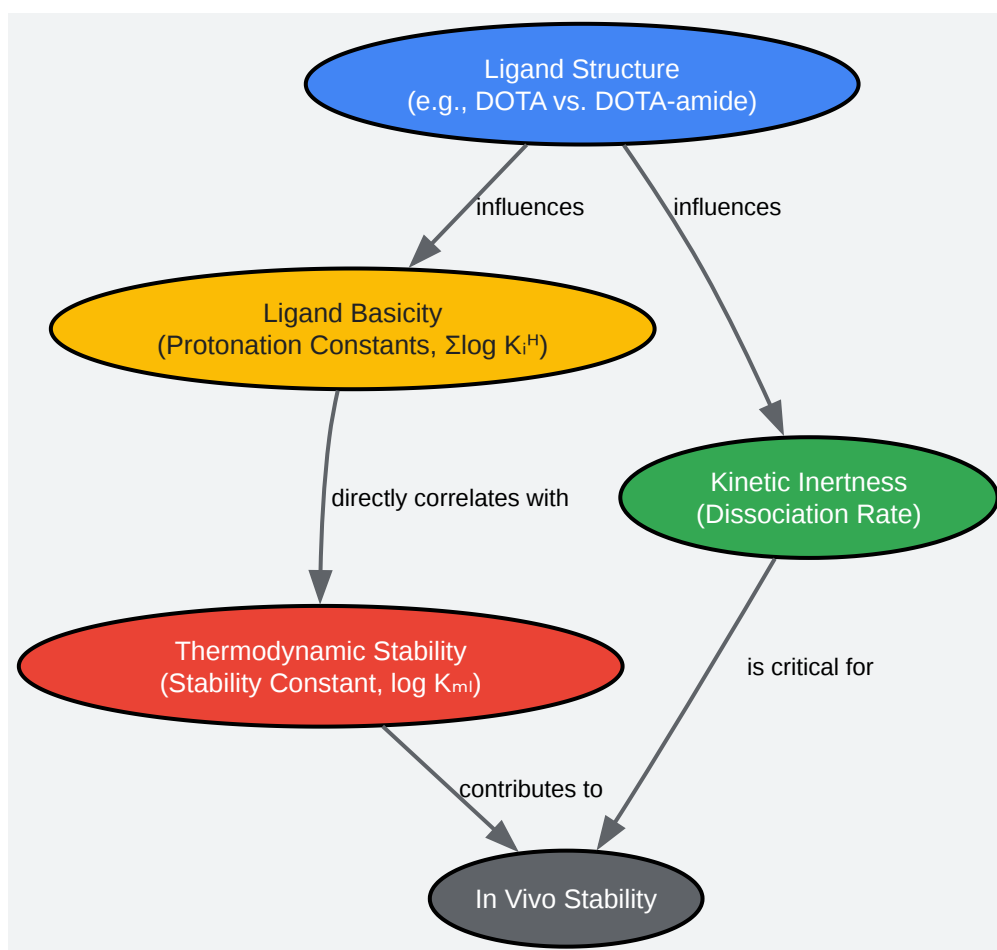 Ligand Structure
(e.g., DOTA vs. DOTA-amide)
influences
influences
Ligand Basicity
(Protonation Constants, Σlog Kᵢᴴ)
Kinetic Inertness
(Dissociation Rate)
directly correlates with
Thermodynamic Stability
(Stability Constant, log Kₘₗ)
is critical for
contributes to
In Vivo Stability